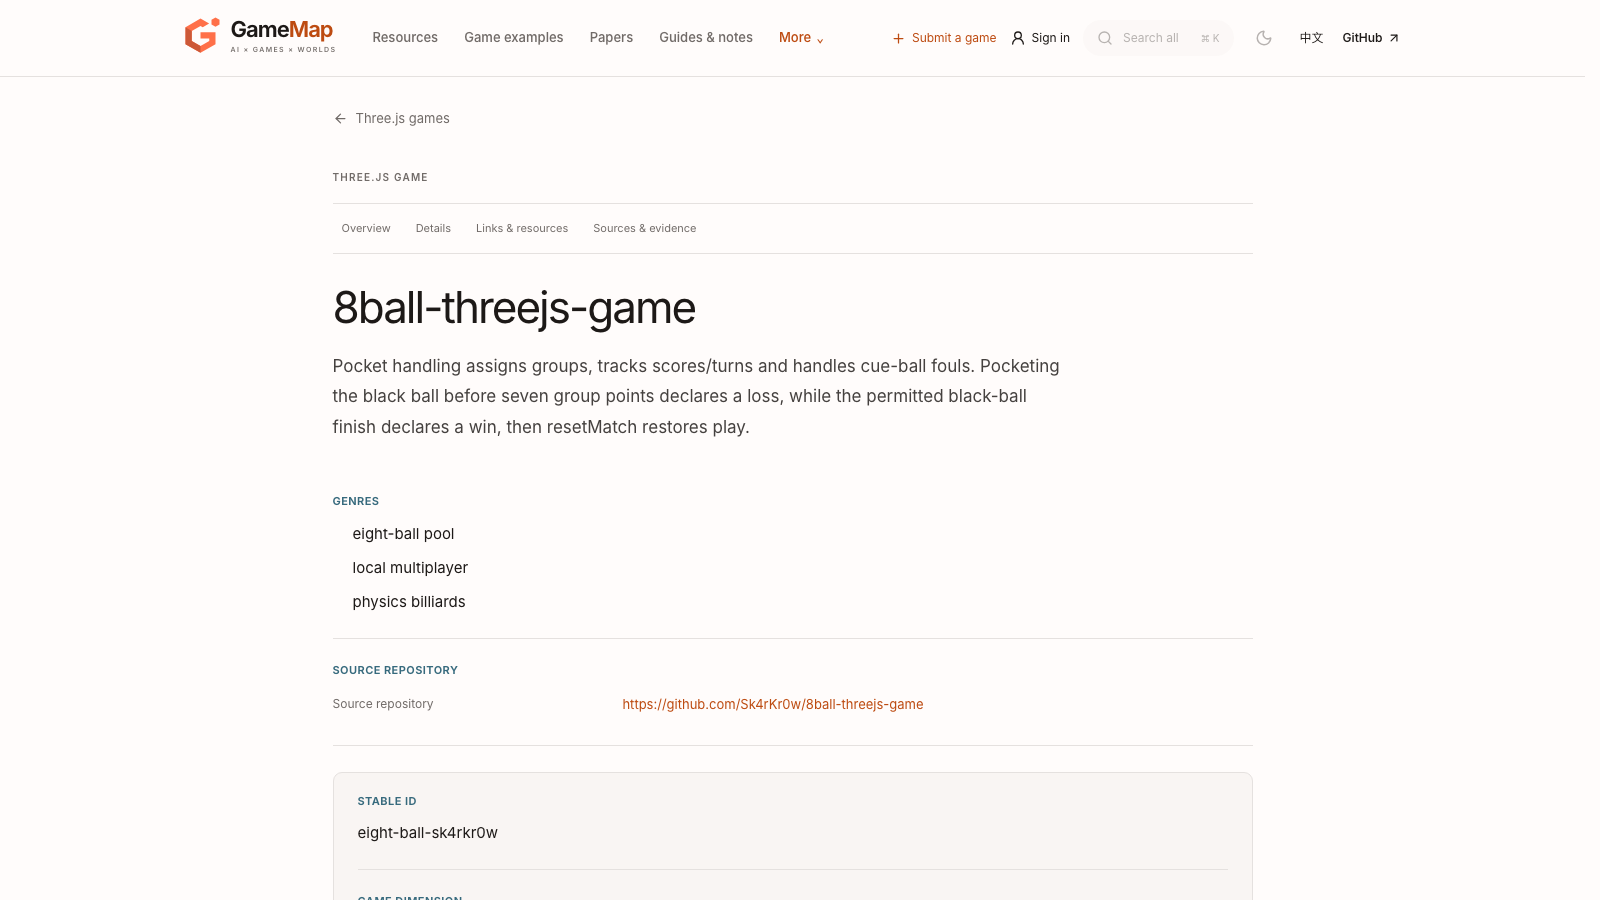 GameMap
AI × GAMES × WORLDS
Resources
Game examples
Papers
Guides & notes
More
Submit a game
Sign in
Search all
⌘ K
中文
GitHub
Three.js games
THREE.JS GAME
Overview
Details
Links & resources
Sources & evidence
8ball-threejs-game
Pocket handling assigns groups, tracks scores/turns and handles cue-ball fouls. Pocketing
the black ball before seven group points declares a loss, while the permitted black-ball
finish declares a win, then resetMatch restores play.
GENRES
eight-ball pool
local multiplayer
physics billiards
SOURCE REPOSITORY
Source repository
https://github.com/Sk4rKr0w/8ball-threejs-game
STABLE ID
eight-ball-sk4rkr0w
GAME DIMENSION